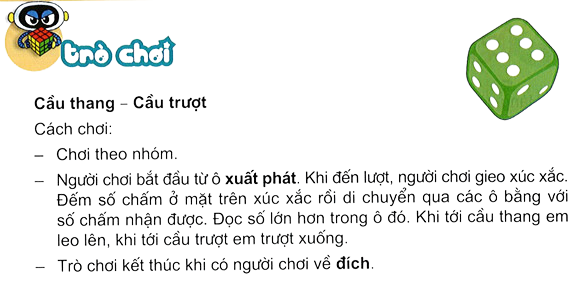 trò chơi
Cầu thang – Cầu trượt
Cách chơi:
– Chơi theo nhóm.
– Người chơi bắt đầu từ ô xuất phát. Khi đến lượt, người chơi gieo xúc xắc.
Đếm số chấm ở mặt trên xúc xắc rồi di chuyển qua các ô bằng với
số chấm nhận được. Đọc số lớn hơn trong ô đó. Khi tới cầu thang em
leo lên, khi tới cầu trượt em trượt xuống.
– Trò chơi kết thúc khi có người chơi về đích.